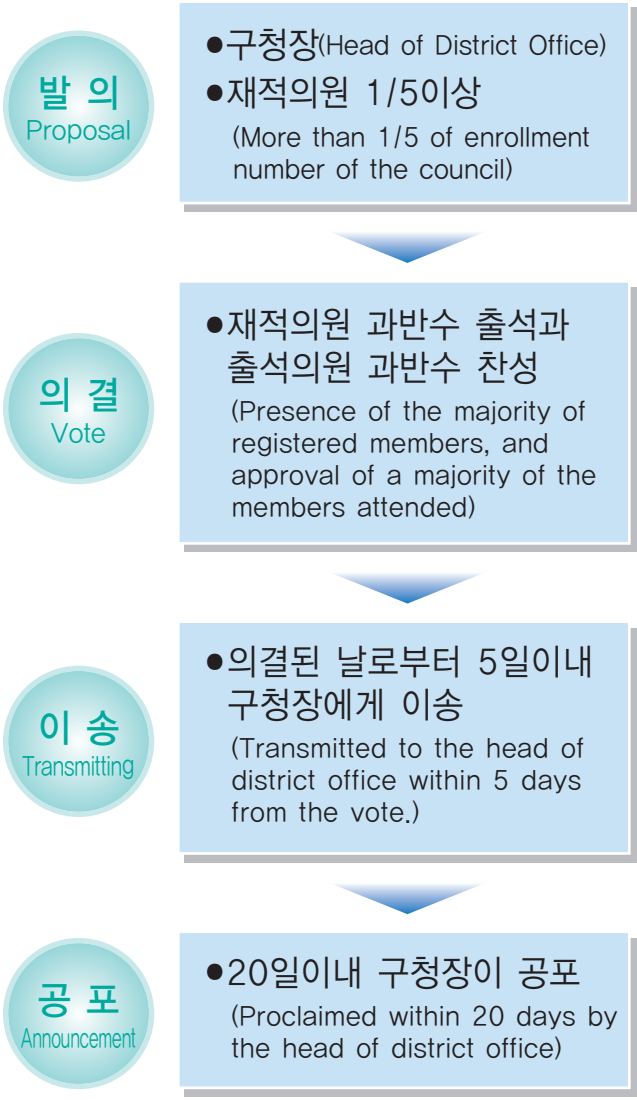 발 의
Proposal
●구청장(Head of District Office)
●재적의원 1/5이상
(More than 1/5 of enrollment
number of the council)
의 결
Vote
●재적의원 과반수 출석과
출석의원 과반수 찬성
(Presence of the majority of
registered members, and
approval of a majority of the
members attended)
이 송
Transmitting
●의결된 날로부터 5일이내
구청장에게 이송
(Transmitted to the head of
district office within 5 days
from the vote.)
공 포
Announcement
●20일이내 구청장이 공포
(Proclaimed within 20 days by
the head of district office)